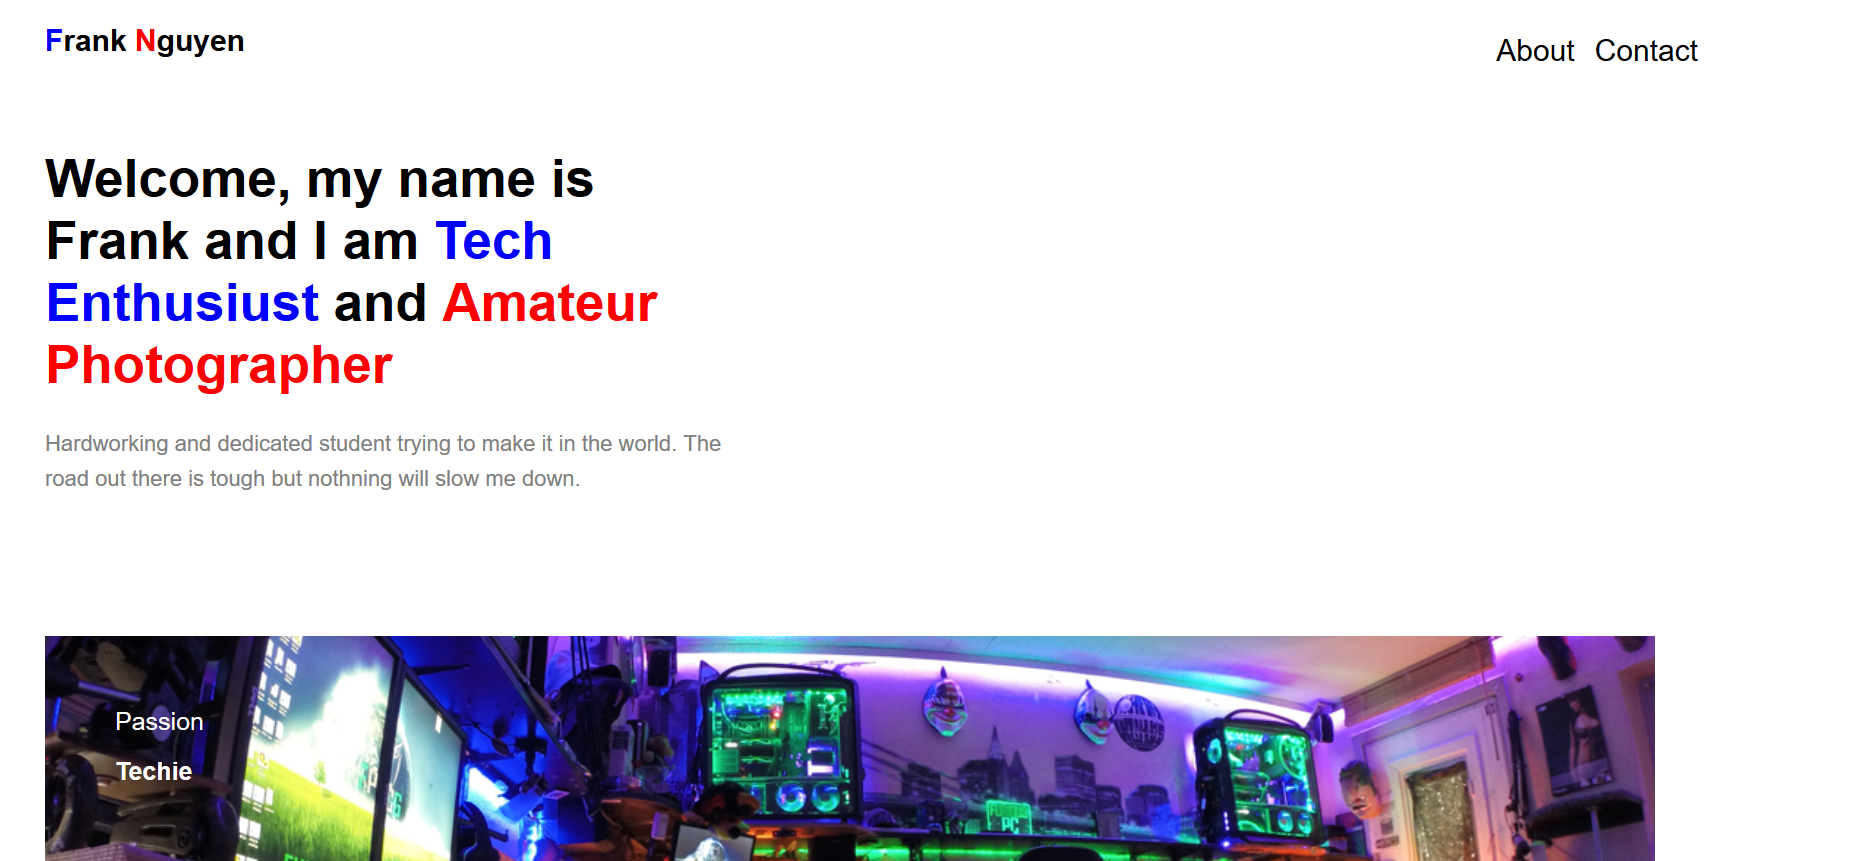 Frank Nguyen
About Contact
Welcome, my name is
Frank and I am Tech
Enthusiust and Amateur
Photographer
Hardworking and dedicated student trying to make it in the world. The
road out there is tough but nothning will slow me down.
Passion
Techie
PC